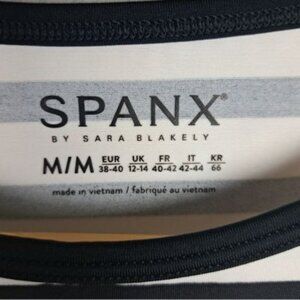 SPANX®
BY SARA BLAKELY
M/M EUR UK FR IT KR
38-40 12-14 40-42 42-44 66
made in vietnam / fabriqué au vietnam